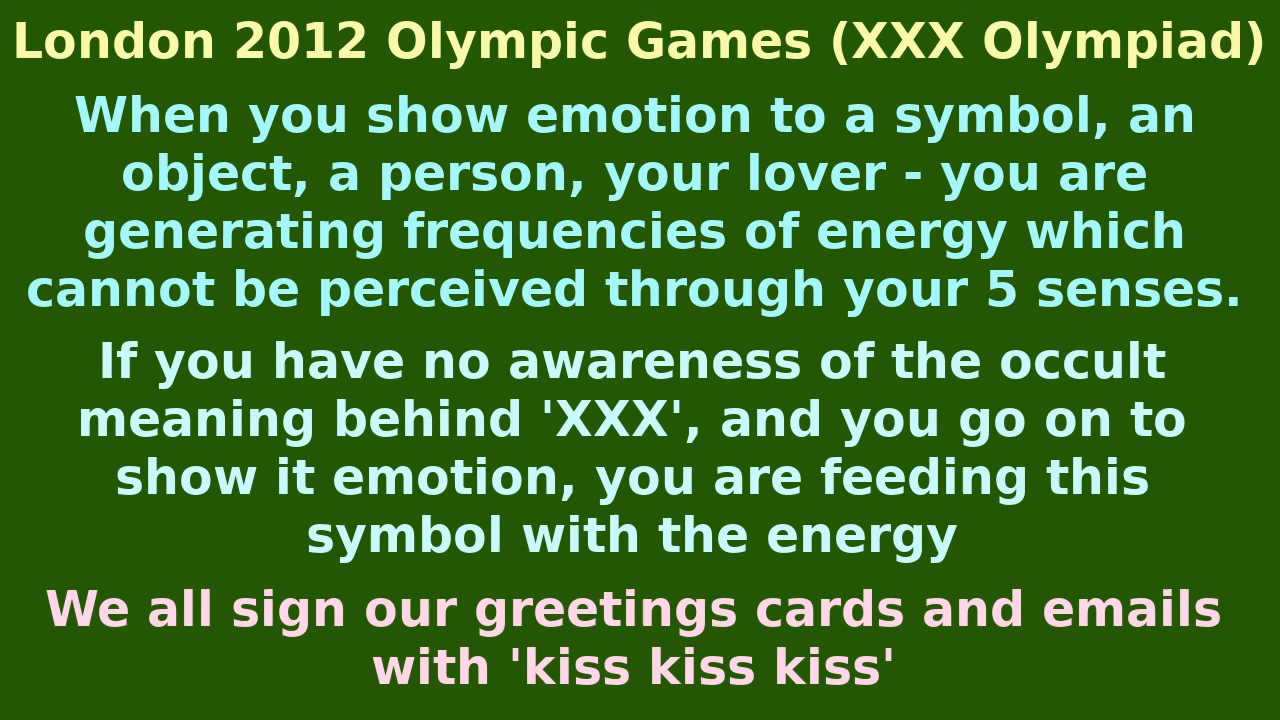 London 2012 Olympic Games (XXX Olympiad)
When you show emotion to a symbol, an
object, a person, your lover - you are
generating frequencies of energy which
cannot be perceived through your 5 senses.
If you have no awareness of the occult
meaning behind 'XXX', and you go on to
show it emotion, you are feeding this
symbol with the energy
We all sign our greetings cards and emails
with 'kiss kiss kiss'